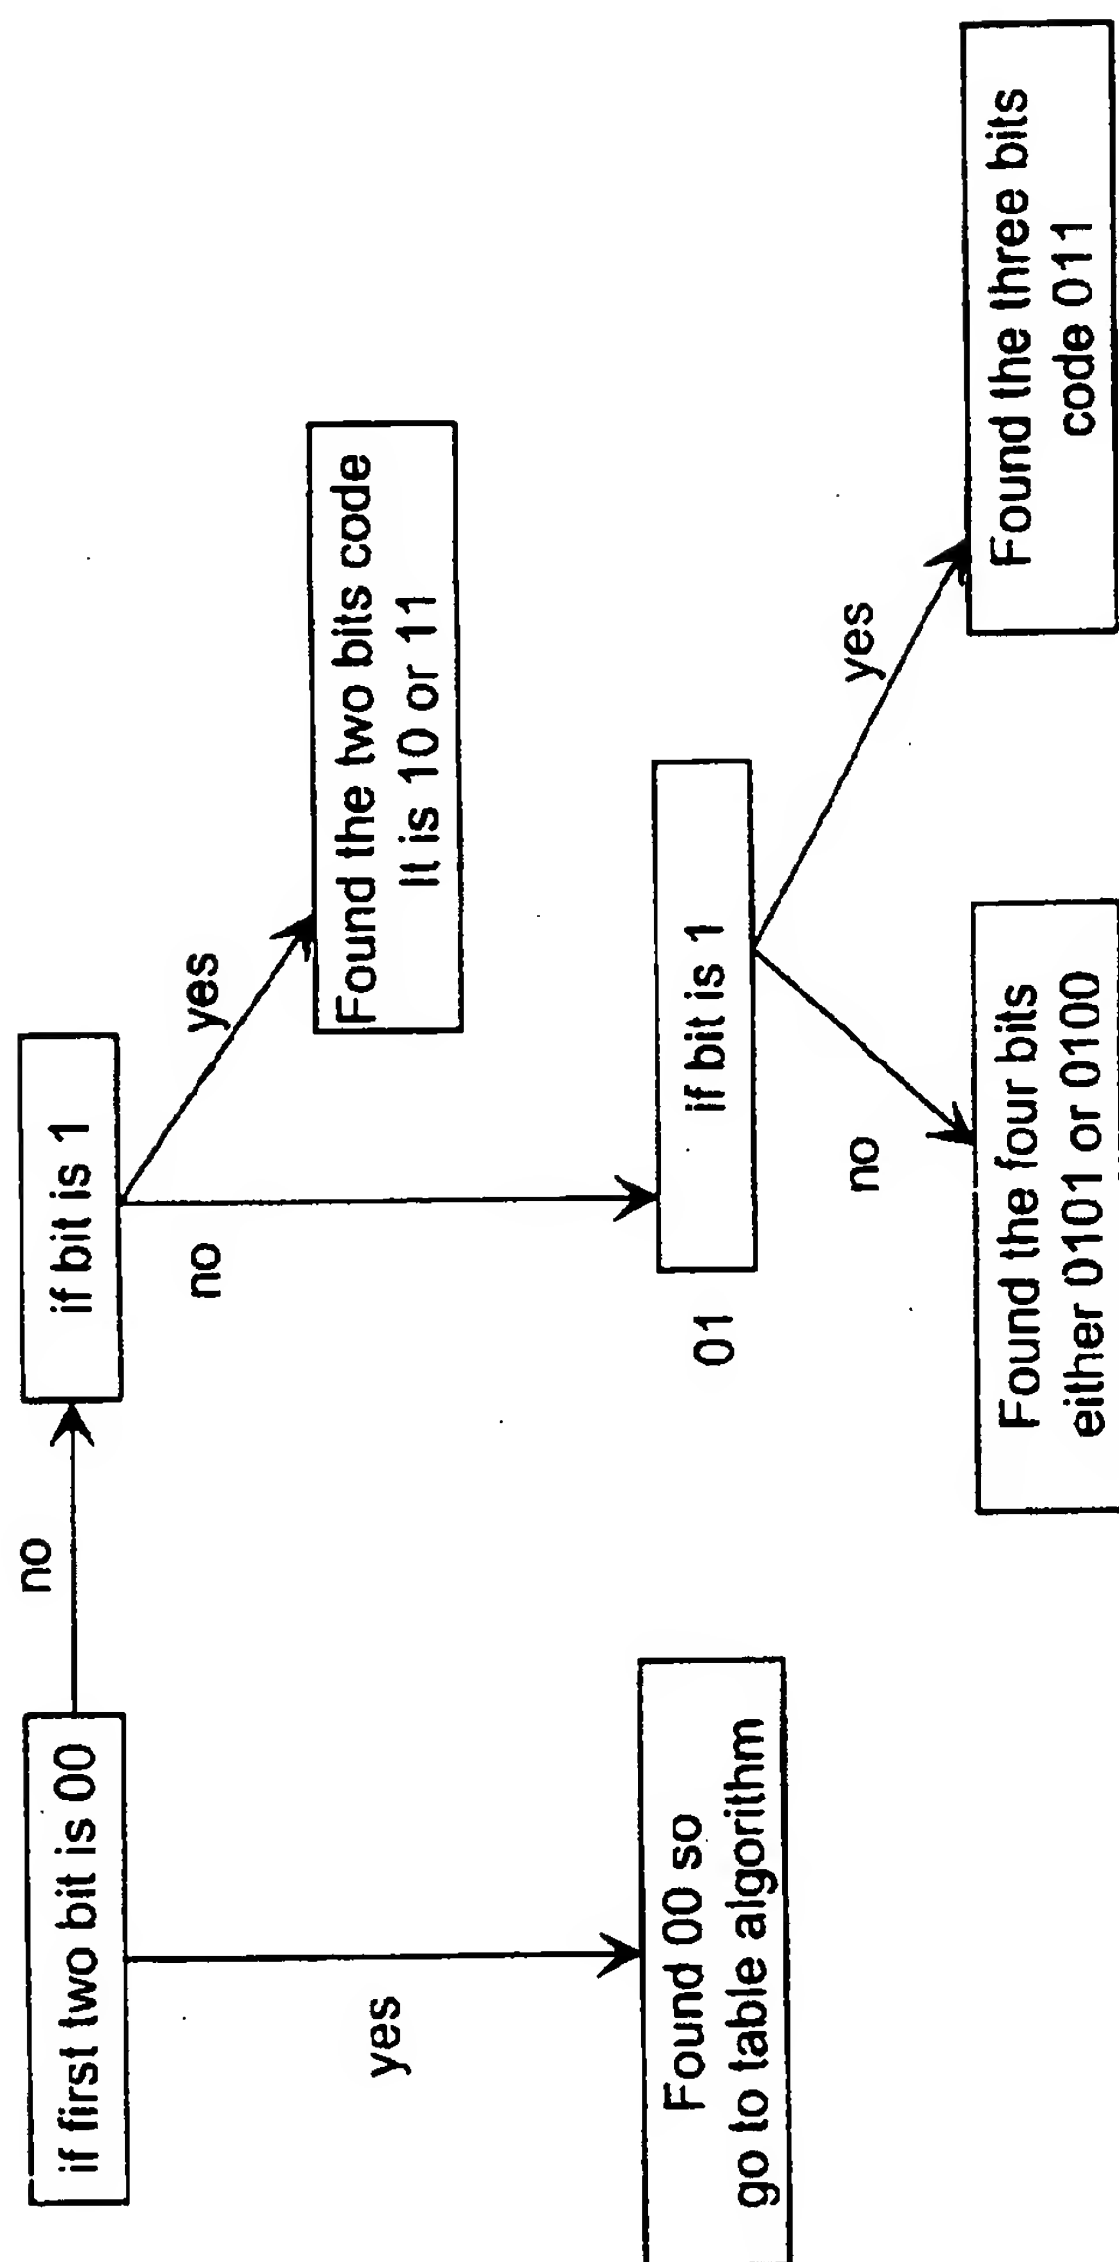 if first two bit is 00
no
if bit is 1
yes
Found the two bits code
It is 10 or 11
yes
no
Found 00 so
go to table algorithm
01
if bit is 1
no
yes
Found the four bits
either 0101 or 0100
Found the three bits
code 011